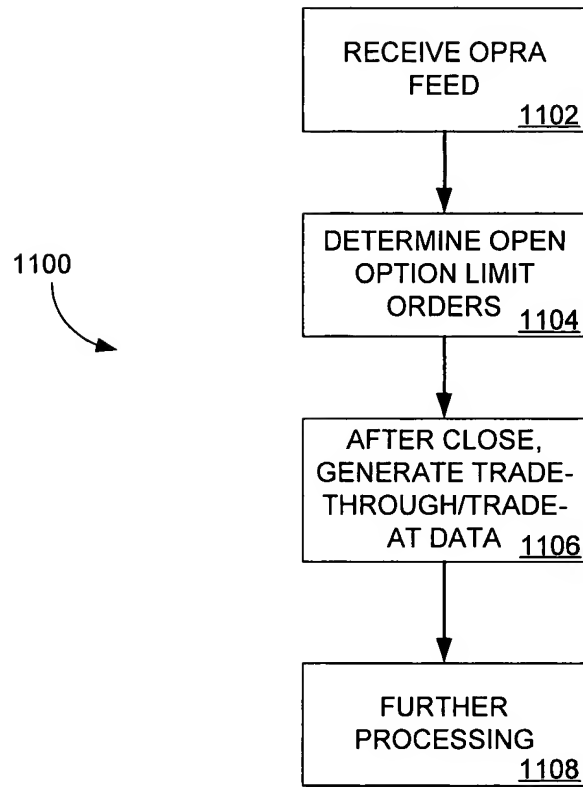 RECEIVE OPRA
FEED
1102
1100
DETERMINE OPEN
OPTION LIMIT
ORDERS
1104
AFTER CLOSE,
GENERATE TRADE-
THROUGH/TRADE-
AT DATA 1106
FURTHER
PROCESSING
1108